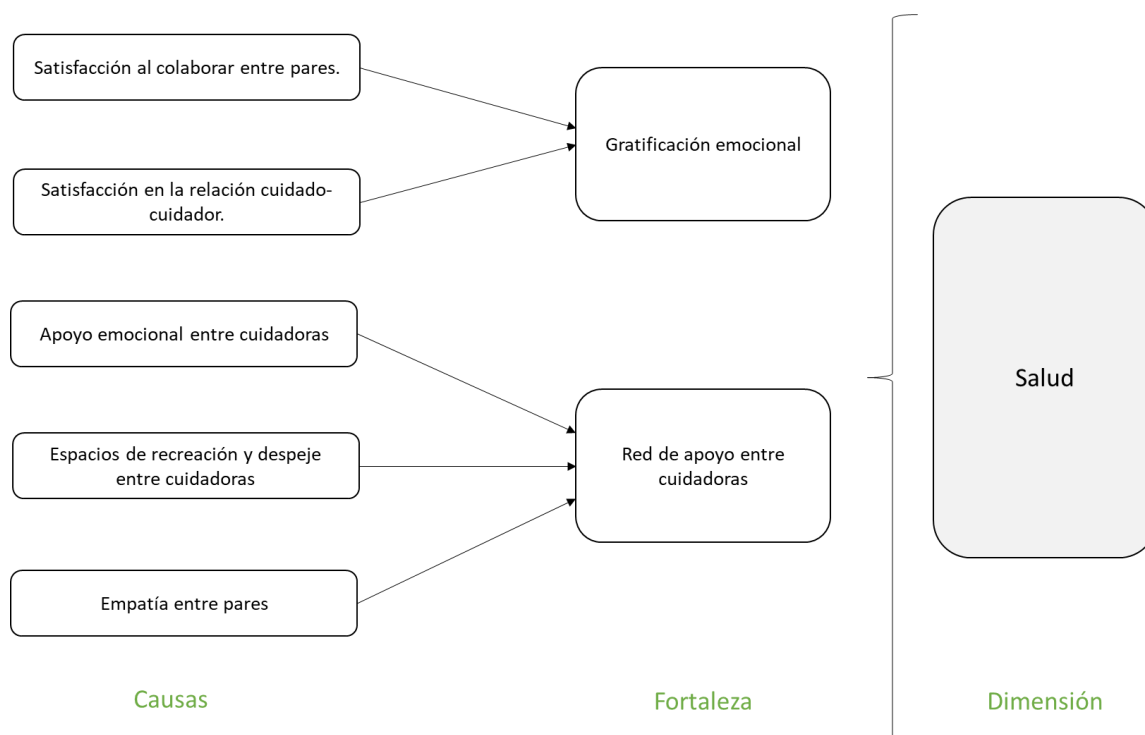 Satisfacción al colaborar entre pares.
Satisfacción en la relación cuidado-
cuidador.
Gratificación emocional
Apoyo emocional entre cuidadoras
Espacios de recreación y despeje
entre cuidadoras
Empatía entre pares
Red de apoyo entre
cuidadoras
Salud
Causas
Fortaleza
Dimensión